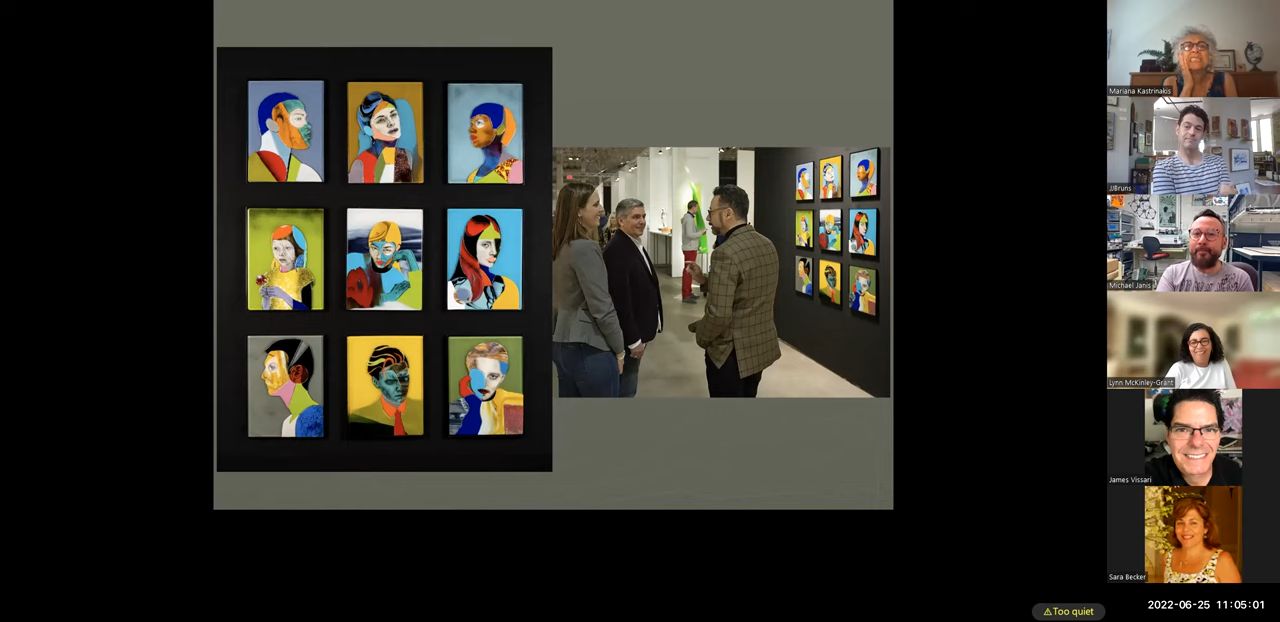 Mariana Kastrinakis
JJBruns
Michael Janis
Lynn McKinley-Grant
James Vissari
Sara Becker
⚠Too quiet
2022-06-25 11:05:01